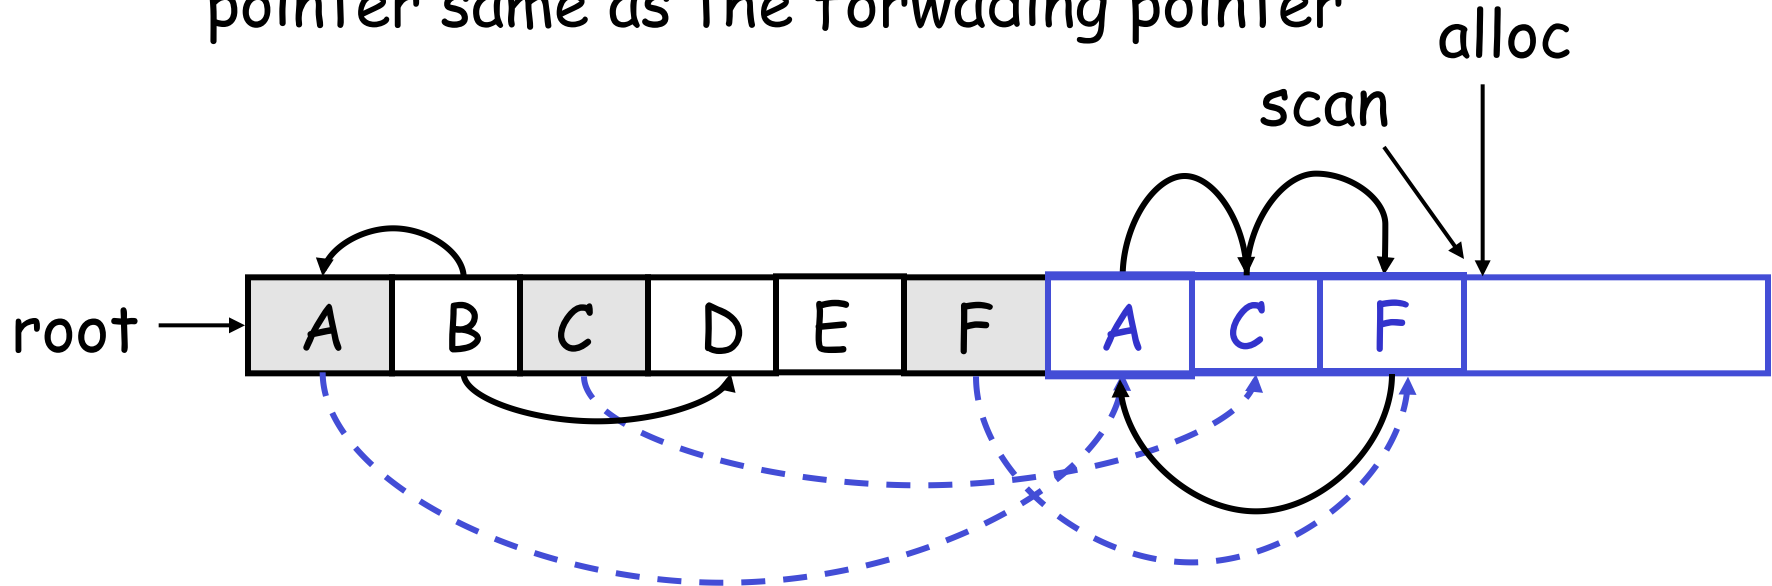 pointer same as the forwading pointer
alloc
scan
root
A B C D E F A C F